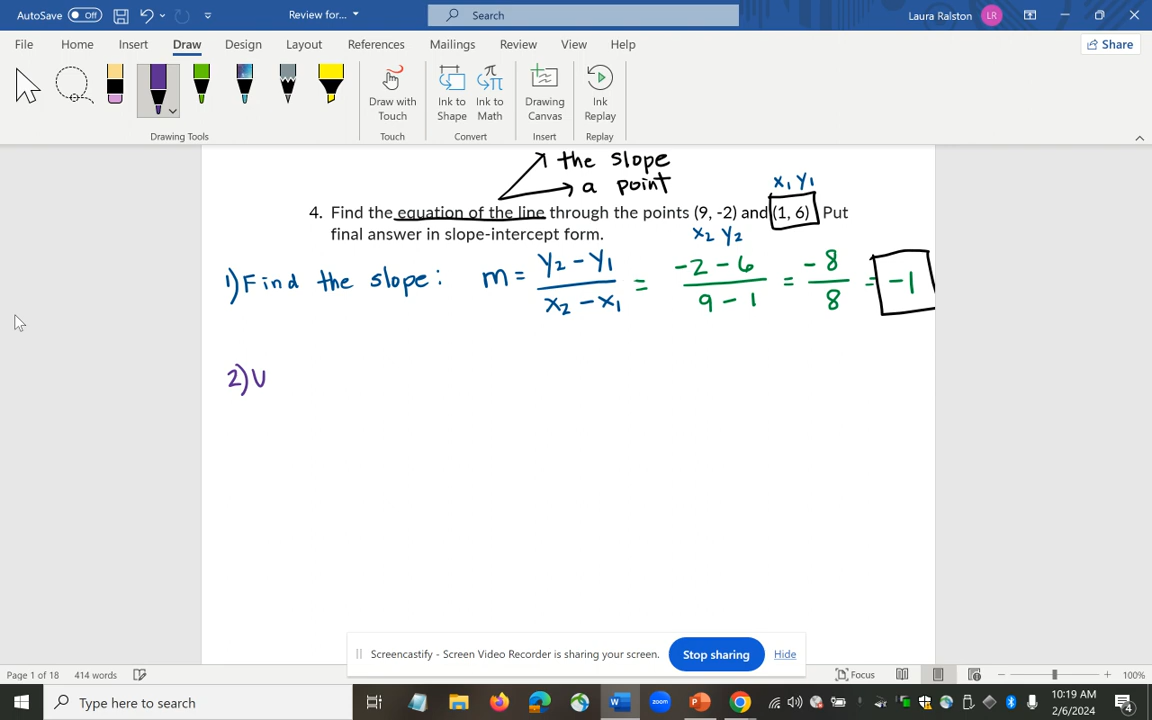 AutoSave Off Review for... Search Laura Ralston LR
File Home Insert Draw Design Layout References Mailings Review View Help Share
Draw with Touch Ink to Shape Ink to Math Drawing Canvas Ink Replay
Drawing Tools Touch Convert Insert Replay
the slope
a point
x1 y1
4. Find the equation of the line through the points (9, -2) and (1, 6) Put
final answer in slope-intercept form.
x2 y2
1) Find the slope: m = y2 - y1 / x2 - x1 = -2 - 6 / 9 - 1 = -8 / 8 = -1
2) U
Screencastify - Screen Video Recorder is sharing your screen. Stop sharing Hide
Page 1 of 18 414 words Focus 100%
Type here to search zoom 10:19 AM
2/6/2024 4